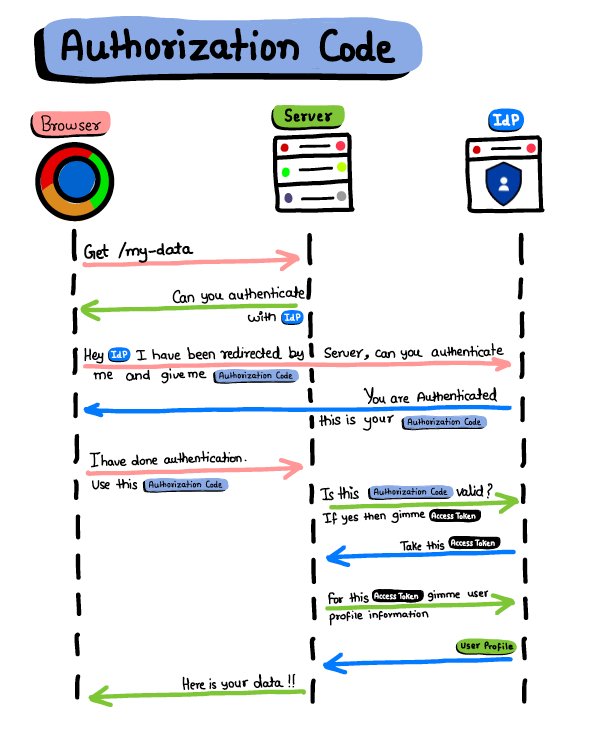 Authorization Code
Browser
Server
IdP
Get /my-data
Can you authenticate
with IdP
Hey IdP I have been redirected by Server, can you authenticate
me and give me Authorization Code
You are Authenticated
this is your Authorization Code
I have done authentication.
Use this Authorization Code
Is this Authorization Code valid?
If yes then gimme Access Token
Take this Access Token
For this Access Token gimme user
profile information
User Profile
Here is your data !!